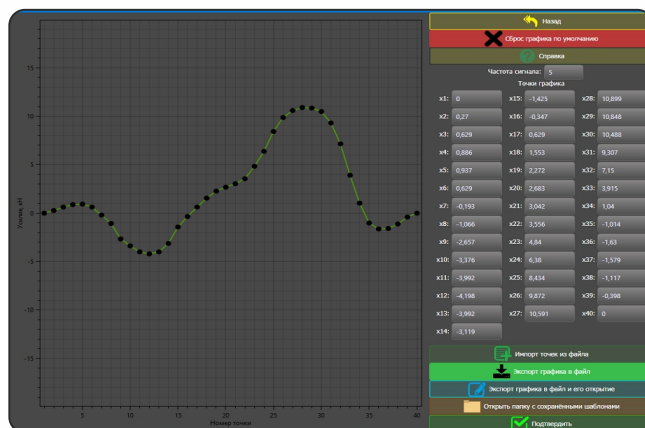 Назад
Сброс графика по умолчанию
Справка
Частота сигнала: 5
Точки графика
x1: 0 x15: -1,425 x28: 10,899
x2: 0,27 x16: -0,347 x29: 10,848
x3: 0,629 x17: 0,629 x30: 10,488
x4: 0,886 x18: 1,553 x31: 9,307
x5: 0,937 x19: 2,272 x32: 7,15
x6: 0,629 x20: 2,683 x33: 3,915
x7: -0,193 x21: 3,042 x34: 1,04
x8: -1,066 x22: 3,556 x35: -1,014
x9: -2,657 x23: 4,84 x36: -1,63
x10: -3,376 x24: 6,38 x37: -1,579
x11: -3,992 x25: 8,434 x38: -1,117
x12: -4,198 x26: 9,872 x39: -0,398
x13: -3,992 x27: 10,591 x40: 0
x14: -3,119
Импорт точек из файла
Экспорт графика в файл
Экспорт графика в файл и его открытие
Открыть папку с сохранёнными шаблонами
Подтвердить
Усилие, кН
15
10
5
0
-5
-10
-15
5 10 15 20 25 30 35 40
Номер точки